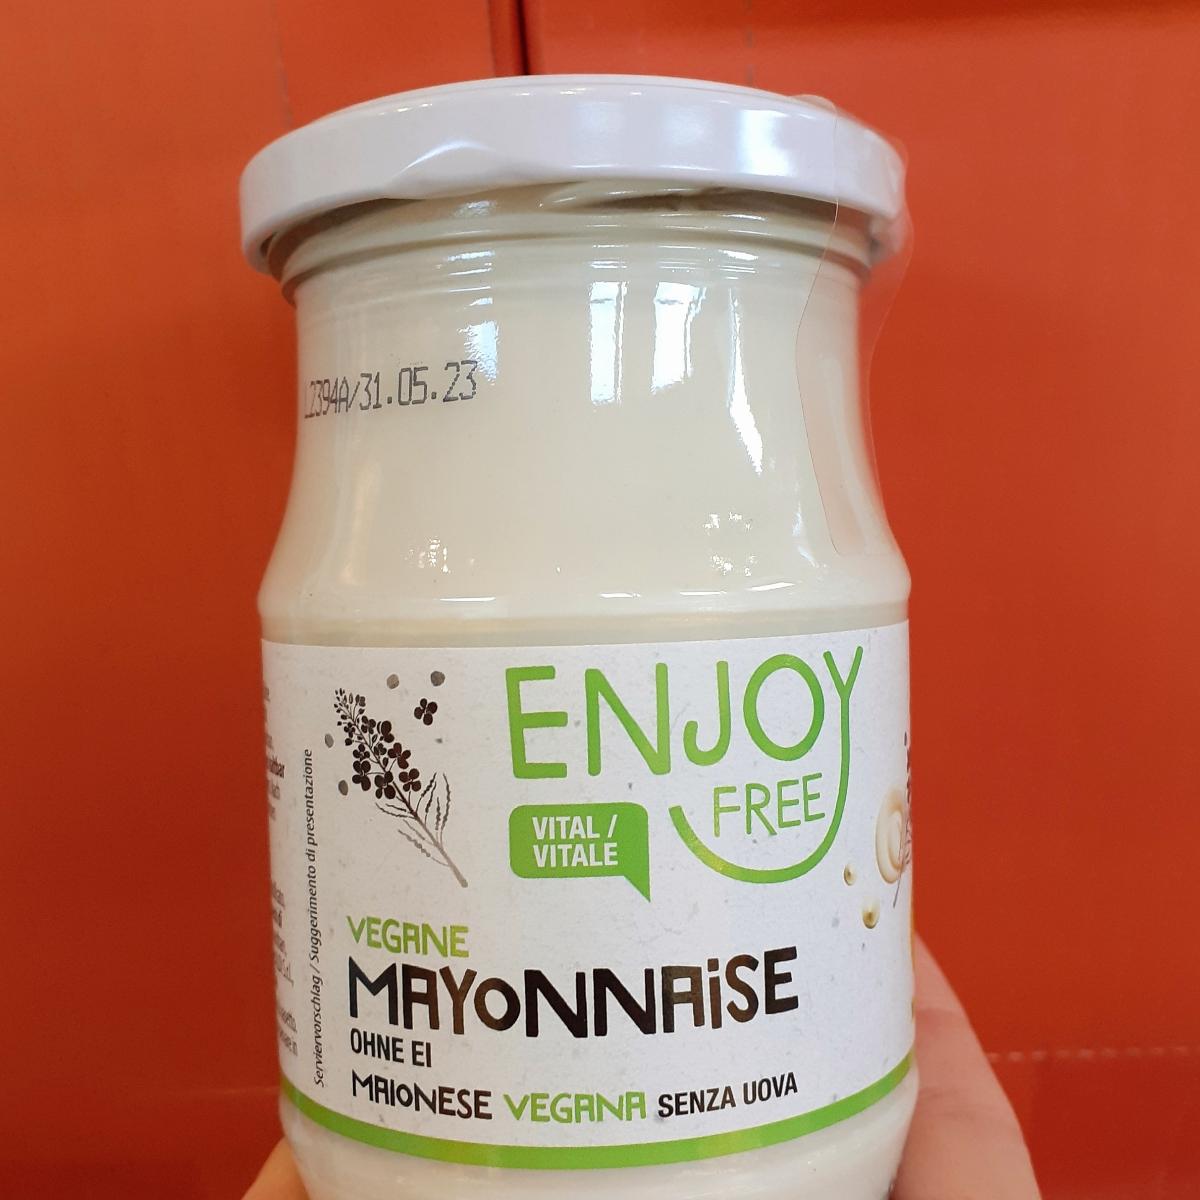 L2394A/31.05.23
ENJOY
FREE
VITAL /
VITALE
VEGANE
MAYONNAiSE
OHNE EI
MAIONESE VEGANA SENZA UOVA
Serviervorschlag / Suggerimento di presentazione